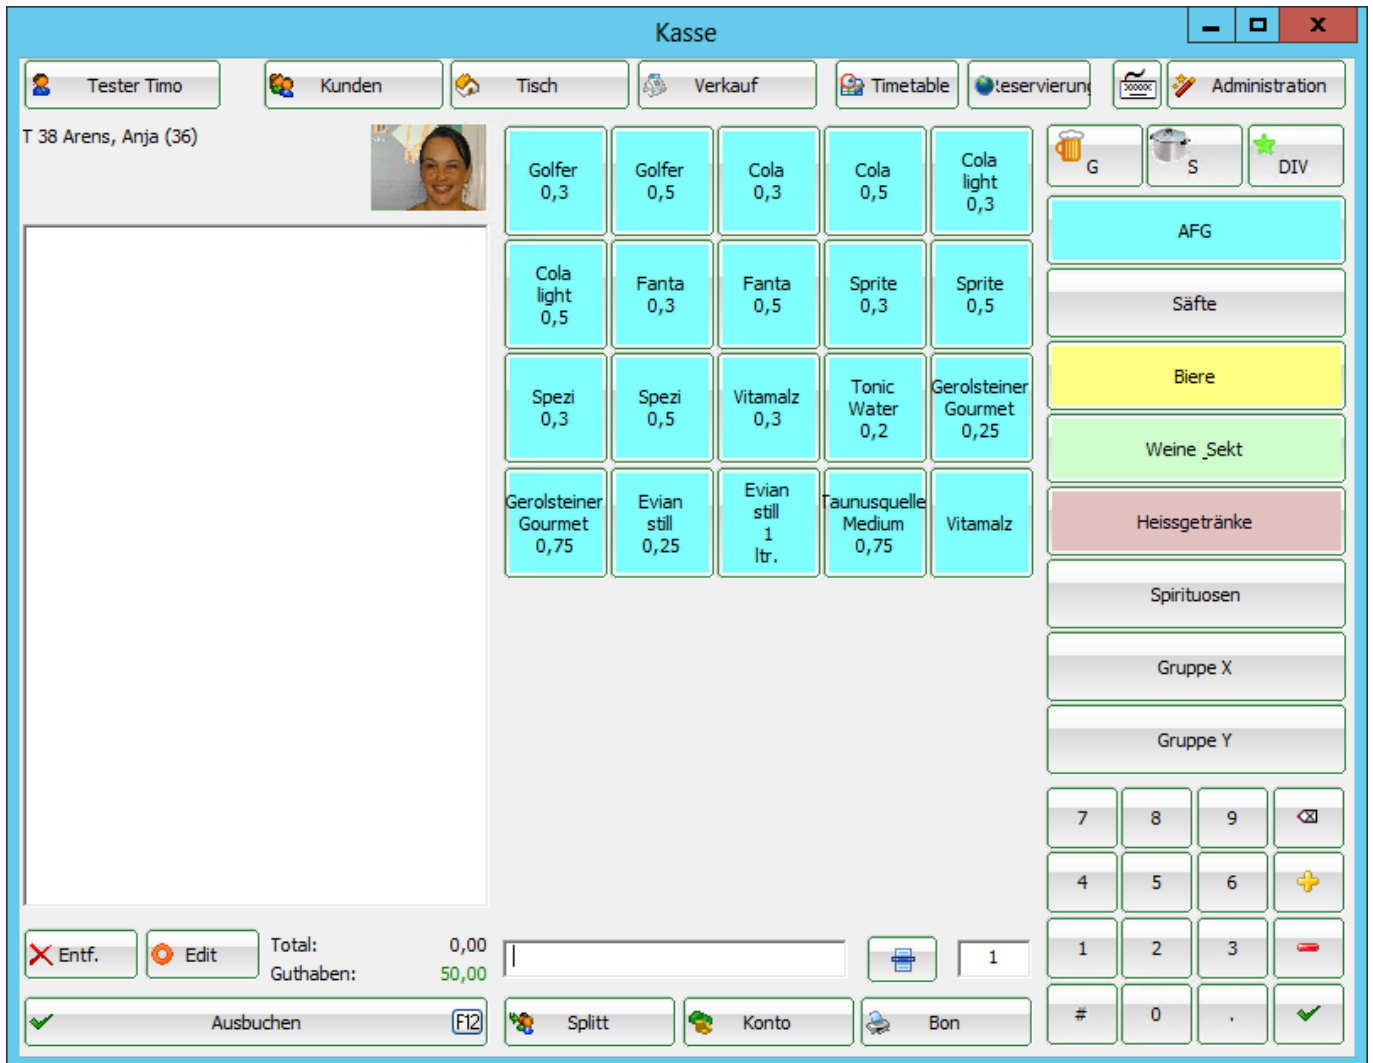 Kasse
X
Tester Timo
Kunden
Tisch
Verkauf
Timetable
teservierung
Administration
T 38 Arens, Anja (36)
Golfer
0,3
Golfer
0,5
Cola
0,3
Cola
0,5
Cola
light
0,3
Cola
light
0,5
Fanta
0,3
Fanta
0,5
Sprite
0,3
Sprite
0,5
Spezi
0,3
Spezi
0,5
Vitamalz
0,3
Tonic
Water
0,2
Gerolsteiner
Gourmet
0,25
Gerolsteiner
Gourmet
0,75
Evian
still
0,25
Evian
still
1
ltr.
Taunusquelle
Medium
0,75
Vitamalz
G
S
DIV
AFG
Säfte
Biere
Weine _Sekt
Heissgetränke
Spirituosen
Gruppe X
Gruppe Y
7 8 9
4 5 6
1 2 3
# 0 .
Entf.
Edit
Total: 0,00
Guthaben: 50,00
1
Ausbuchen F12
Splitt
Konto
Bon